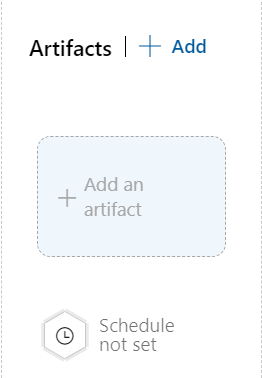 Artifacts | + Add
+ Add an
artifact
Schedule
not set